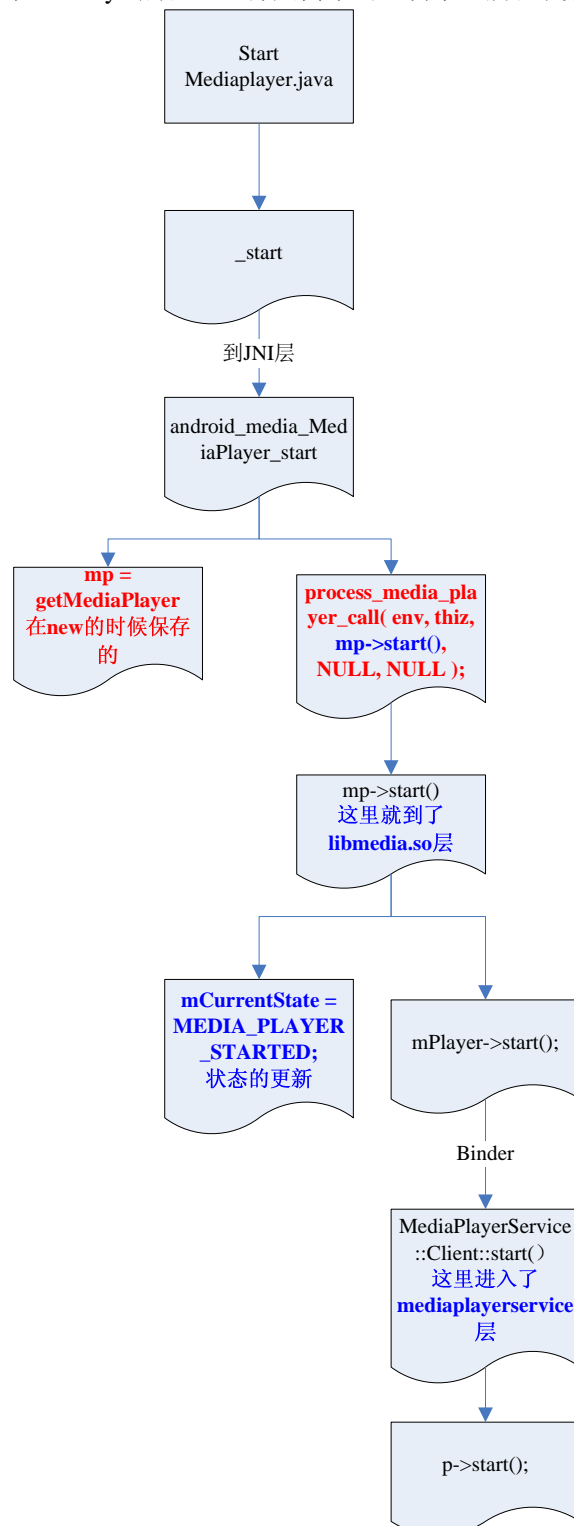 Start
Mediaplayer.java
_start
到JNI层
android_media_Med
iaPlayer_start
mp =
getMediaPlayer
在new的时候保存
的
process_media_pla
yer_call( env, thiz,
mp->start(),
NULL, NULL );
mp->start()
这里就到了
libmedia.so层
mCurrentState =
MEDIA_PLAYER
_STARTED;
状态的更新
mPlayer->start();
Binder
MediaPlayerService
::Client::start()
这里进入了
mediaplayerservice
层
p->start();